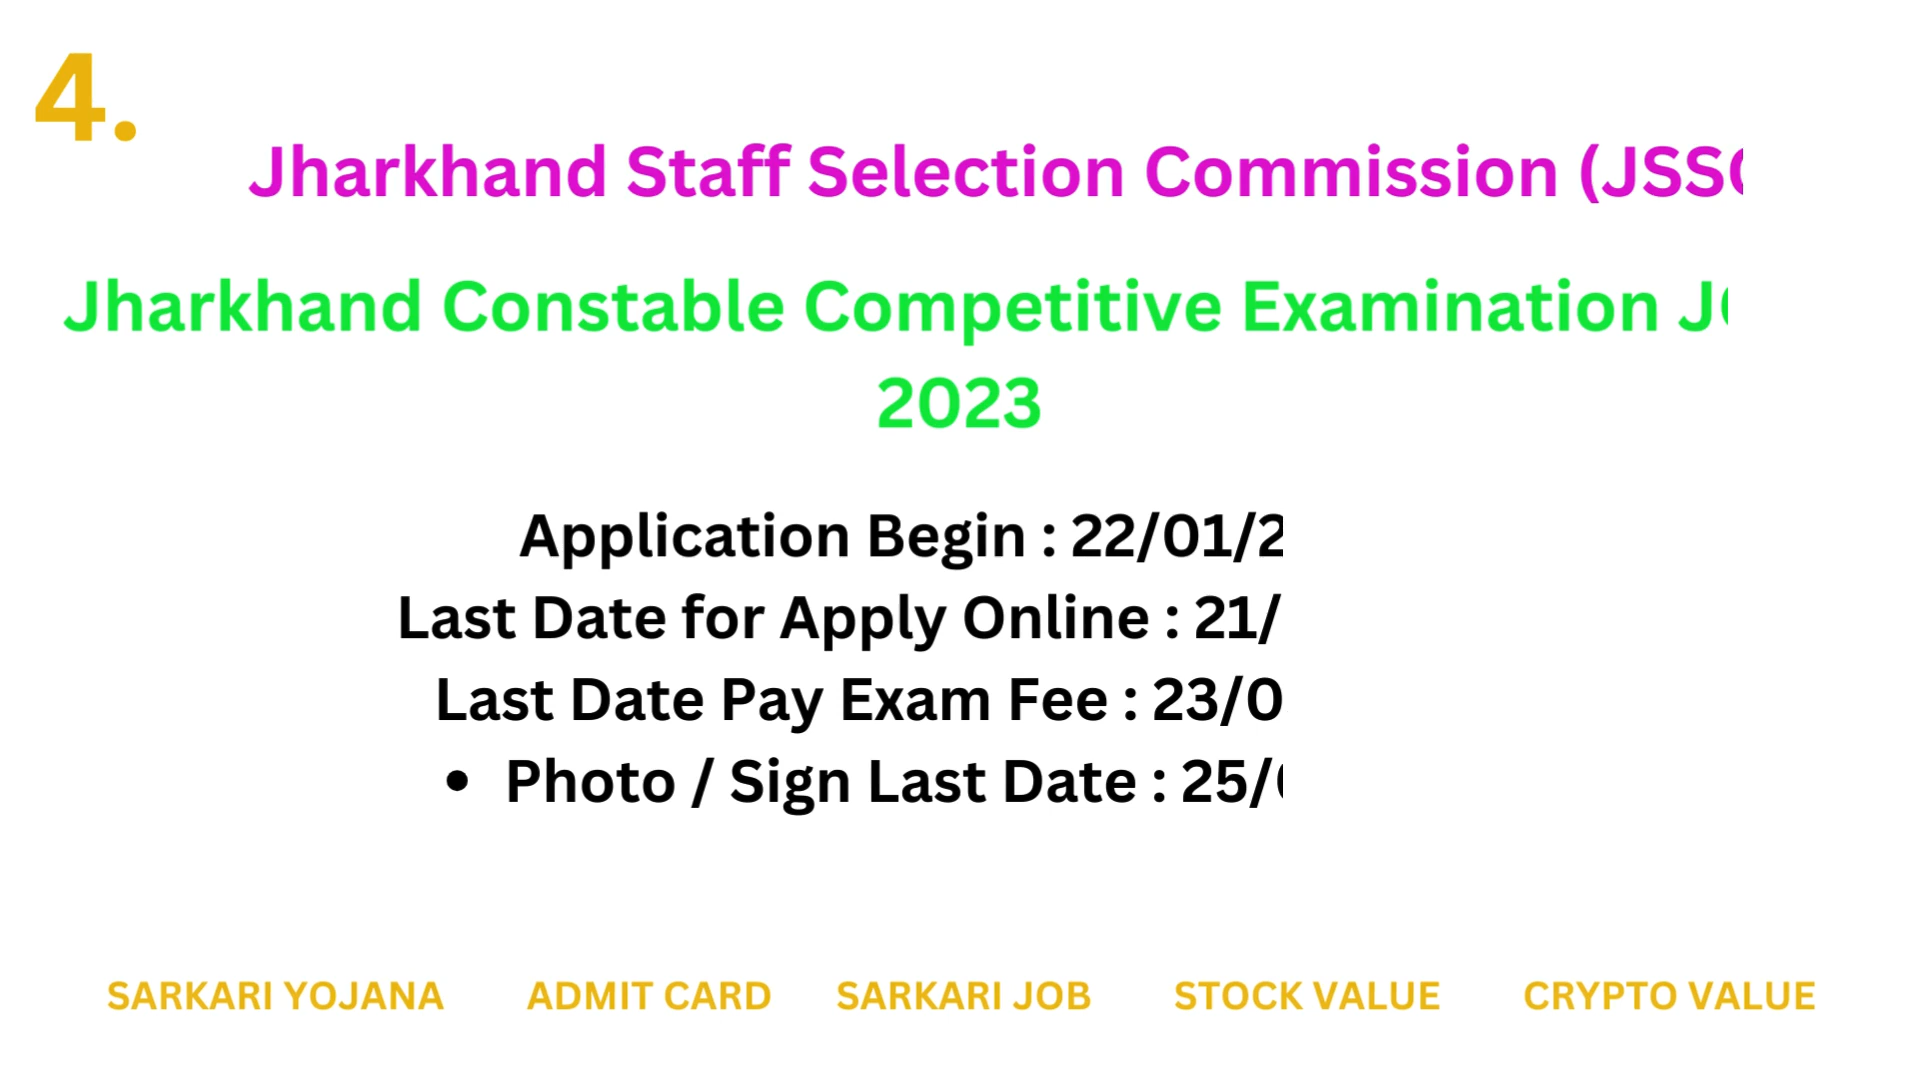 4.
Jharkhand Staff Selection Commission (JSS
Jharkhand Constable Competitive Examination J
2023
Application Begin : 22/01/2
Last Date for Apply Online : 21/
Last Date Pay Exam Fee : 23/0
• Photo / Sign Last Date : 25/
SARKARI YOJANA ADMIT CARD SARKARI JOB STOCK VALUE CRYPTO VALUE